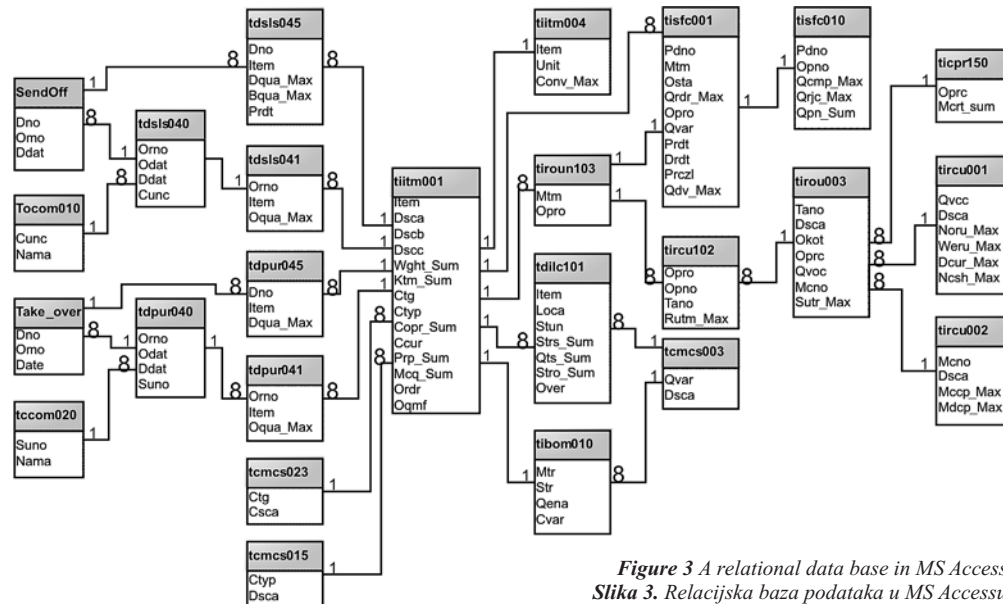 tdsls045
Dno
Item
Dqua_Max
Bqua_Max
Prdt
tiitm004
Item
Unit
Conv_Max
tisfc001
Pdno
Mtm
Osta
Qrdr_Max
Opro
Qvar
Prdt
Drdt
Prczl
Qdv_Max
tisfc010
Pdno
Opno
Qcmp_Max
Qrjc_Max
Qpn_Sum
ticpr150
Oprc
Mcrt_sum
SendOff
Dno
Omo
Ddat
tdsls040
Orno
Odat
Ddat
Cunc
tdsls041
Orno
Item
Oqua_Max
Tocom010
Cunc
Nama
tiitm001
Item
Dsca
Dscb
Dscc
Wght_Sum
Ktm_Sum
Ctg
Ctyp
Copr_Sum
Ccur
Prp_Sum
Mcq_Sum
Ordr
Oqmf
tiroun103
Mtm
Opro
tirou003
Tano
Dsca
Okot
Oprc
Qvoc
Mcno
Sutr_Max
tircu001
Qvcc
Dsca
Noru_Max
Weru_Max
Dcur_Max
Ncsh_Max
tircu102
Opro
Opno
Tano
Rutm_Max
tdpur045
Dno
Item
Dqua_Max
tdilc101
Item
Loca
Stun
Strs_Sum
Qts_Sum
Stro_Sum
Over
Take_over
Dno
Omo
Date
tdpur040
Orno
Odat
Ddat
Suno
tdpur041
Orno
Item
Oqua_Max
tcmcs003
Qvar
Dsca
tircu002
Mcno
Dsca
Mccp_Max
Mdcp_Max
tccom020
Suno
Nama
tibom010
Mtr
Str
Qena
Cvar
tcmcs023
Ctg
Csca
tcmcs015
Ctyp
Dsca
Figure 3 A relational data base in MS Access
Slika 3. Relacijska baza podataka u MS Accessu